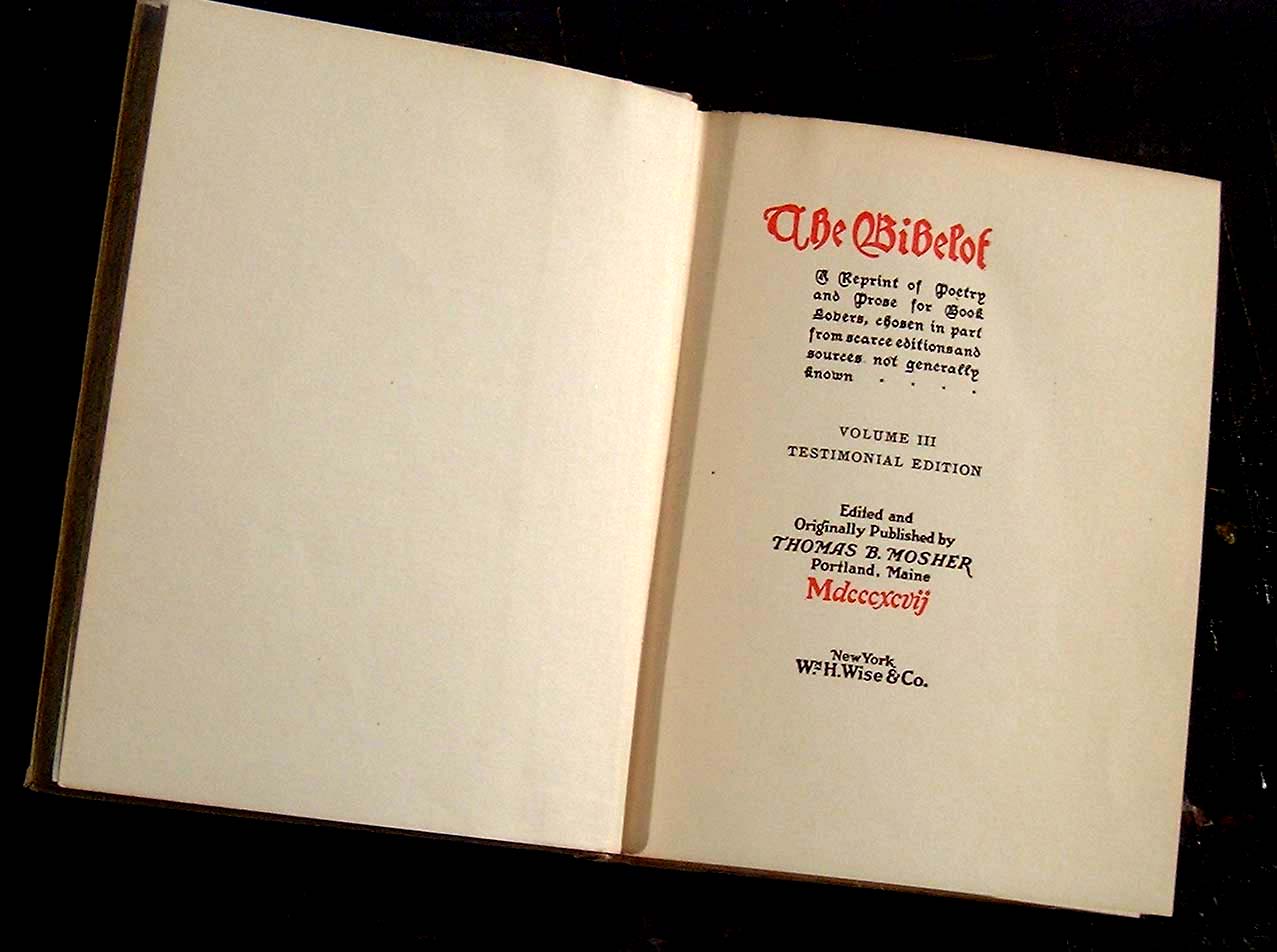 The Bibelot
A Reprint of Poetry
and Prose for Book
Lovers, chosen in part
from scarce editions and
sources not generally
known . . . .
VOLUME III
TESTIMONIAL EDITION
Edited and
Originally Published by
THOMAS B. MOSHER
Portland, Maine
Mdcccxcvij
New York
Wm. H. Wise & Co.